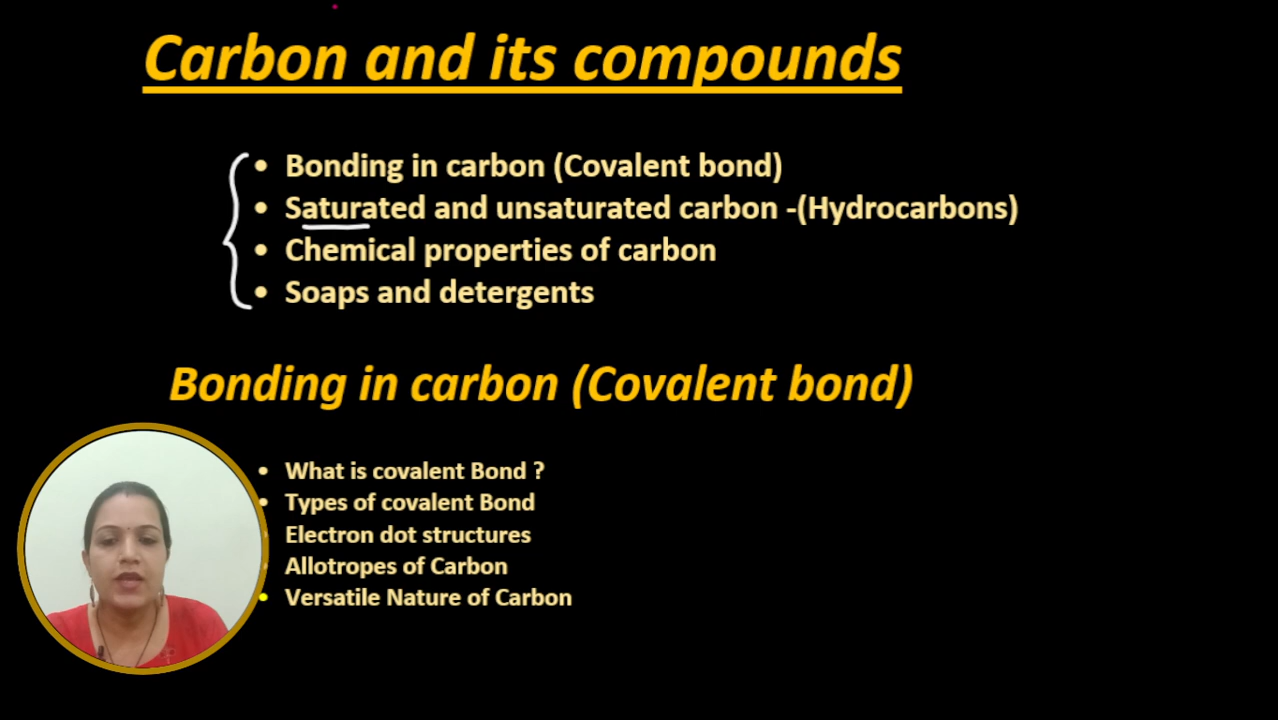 Carbon and its compounds
• Bonding in carbon (Covalent bond)
• Saturated and unsaturated carbon -(Hydrocarbons)
• Chemical properties of carbon
• Soaps and detergents
Bonding in carbon (Covalent bond)
• What is covalent Bond ?
• Types of covalent Bond
• Electron dot structures
• Allotropes of Carbon
• Versatile Nature of Carbon